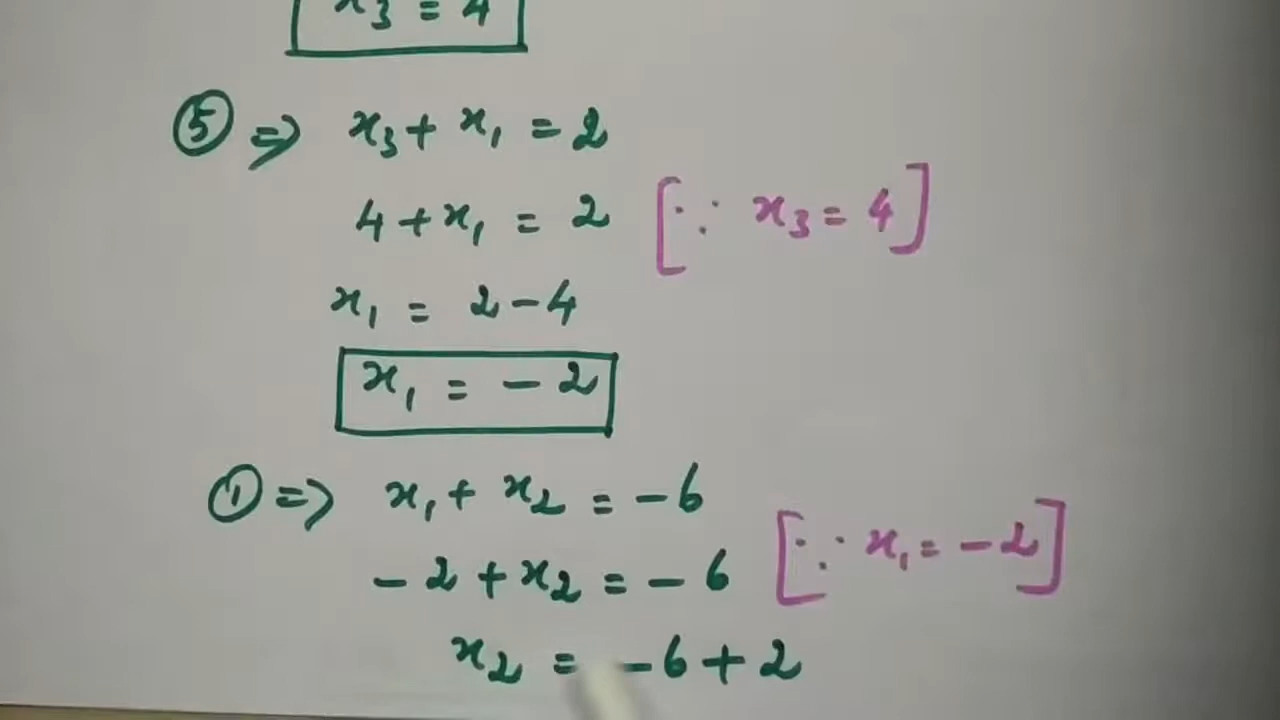 x₃ = 4
⑤ ⇒ x₃ + x₁ = 2
4 + x₁ = 2 [∵ x₃ = 4]
x₁ = 2 - 4
x₁ = - 2
① ⇒ x₁ + x₂ = - 6
- 2 + x₂ = - 6 [∵ x₁ = - 2]
x₂ = - 6 + 2